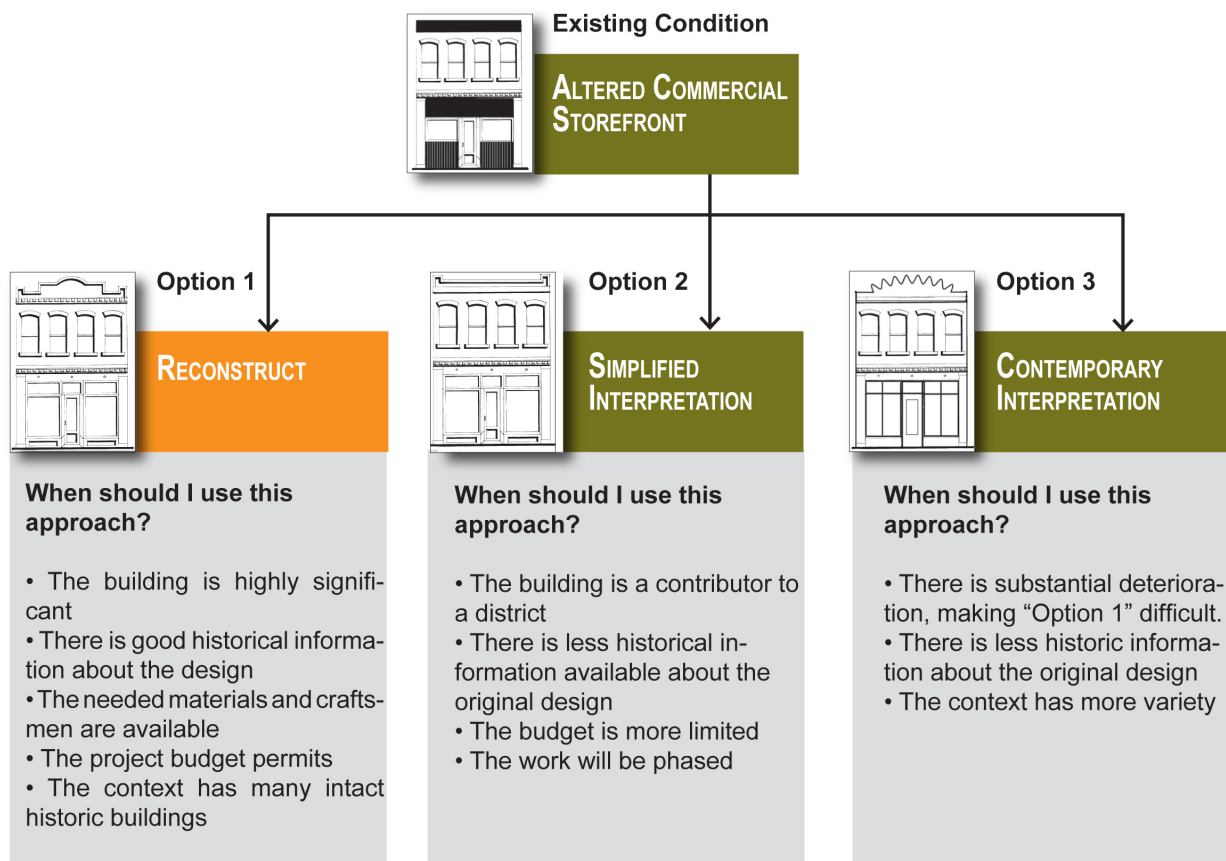 Existing Condition
ALTERED COMMERCIAL
STOREFRONT
Option 1
RECONSTRUCT
When should I use this
approach?
• The building is highly signifi-
cant
• There is good historical informa-
tion about the design
• The needed materials and crafts-
men are available
• The project budget permits
• The context has many intact
historic buildings
Option 2
SIMPLIFIED
INTERPRETATION
When should I use this
approach?
• The building is a contributor to
a district
• There is less historical in-
formation available about the
original design
• The budget is more limited
• The work will be phased
Option 3
CONTEMPORARY
INTERPRETATION
When should I use this
approach?
• There is substantial deteriora-
tion, making “Option 1” difficult.
• There is less historic informa-
tion about the original design
• The context has more variety